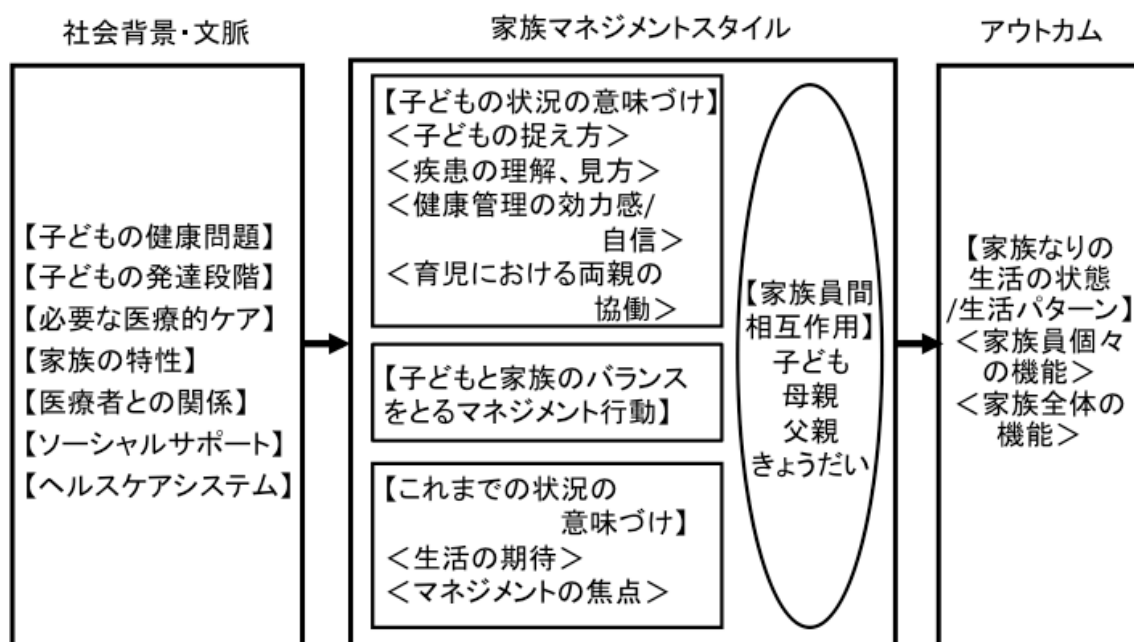 社会背景・文脈
【子どもの健康問題】
【子どもの発達段階】
【必要な医療的ケア】
【家族の特性】
【医療者との関係】
【ソーシャルサポート】
【ヘルスケアシステム】
家族マネジメントスタイル
【子どもの状況の意味づけ】
＜子どもの捉え方＞
＜疾患の理解、見方＞
＜健康管理の効力感/
自信＞
＜育児における両親の
協働＞
【子どもと家族のバランス
をとるマネジメント行動】
【これまでの状況の
意味づけ】
＜生活の期待＞
＜マネジメントの焦点＞
【家族員間
相互作用】
子ども
母親
父親
きょうだい
アウトカム
【家族なりの
生活の状態
/生活パターン】
＜家族員個々
の機能＞
＜家族全体の
機能＞